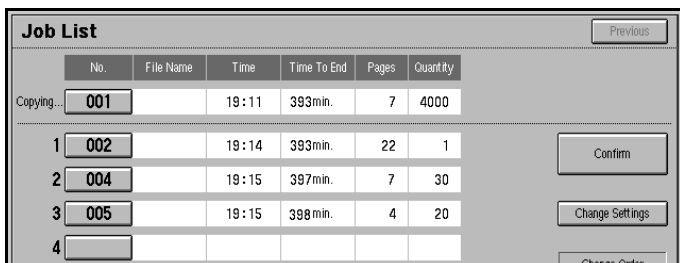 Job List Previous
No. File Name Time Time To End Pages Quantity
Copying... 001 19:11 393min. 7 4000
1 002 19:14 393min. 22 1 Confirm
2 004 19:15 397min. 7 30
3 005 19:15 398min. 4 20 Change Settings
4
Change Order